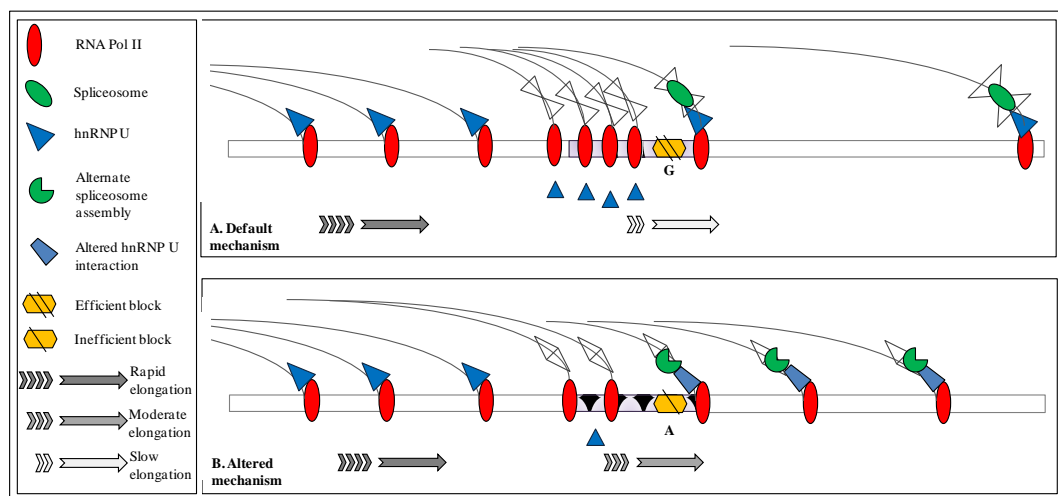 RNA Pol II
Spliceosome
hnRNP U
Alternate
spliceosome
assembly
Altered hnRNP U
interaction
Efficient block
Inefficient block
Rapid
elongation
Moderate
elongation
Slow
elongation
G
A. Default
mechanism
A
B. Altered
mechanism